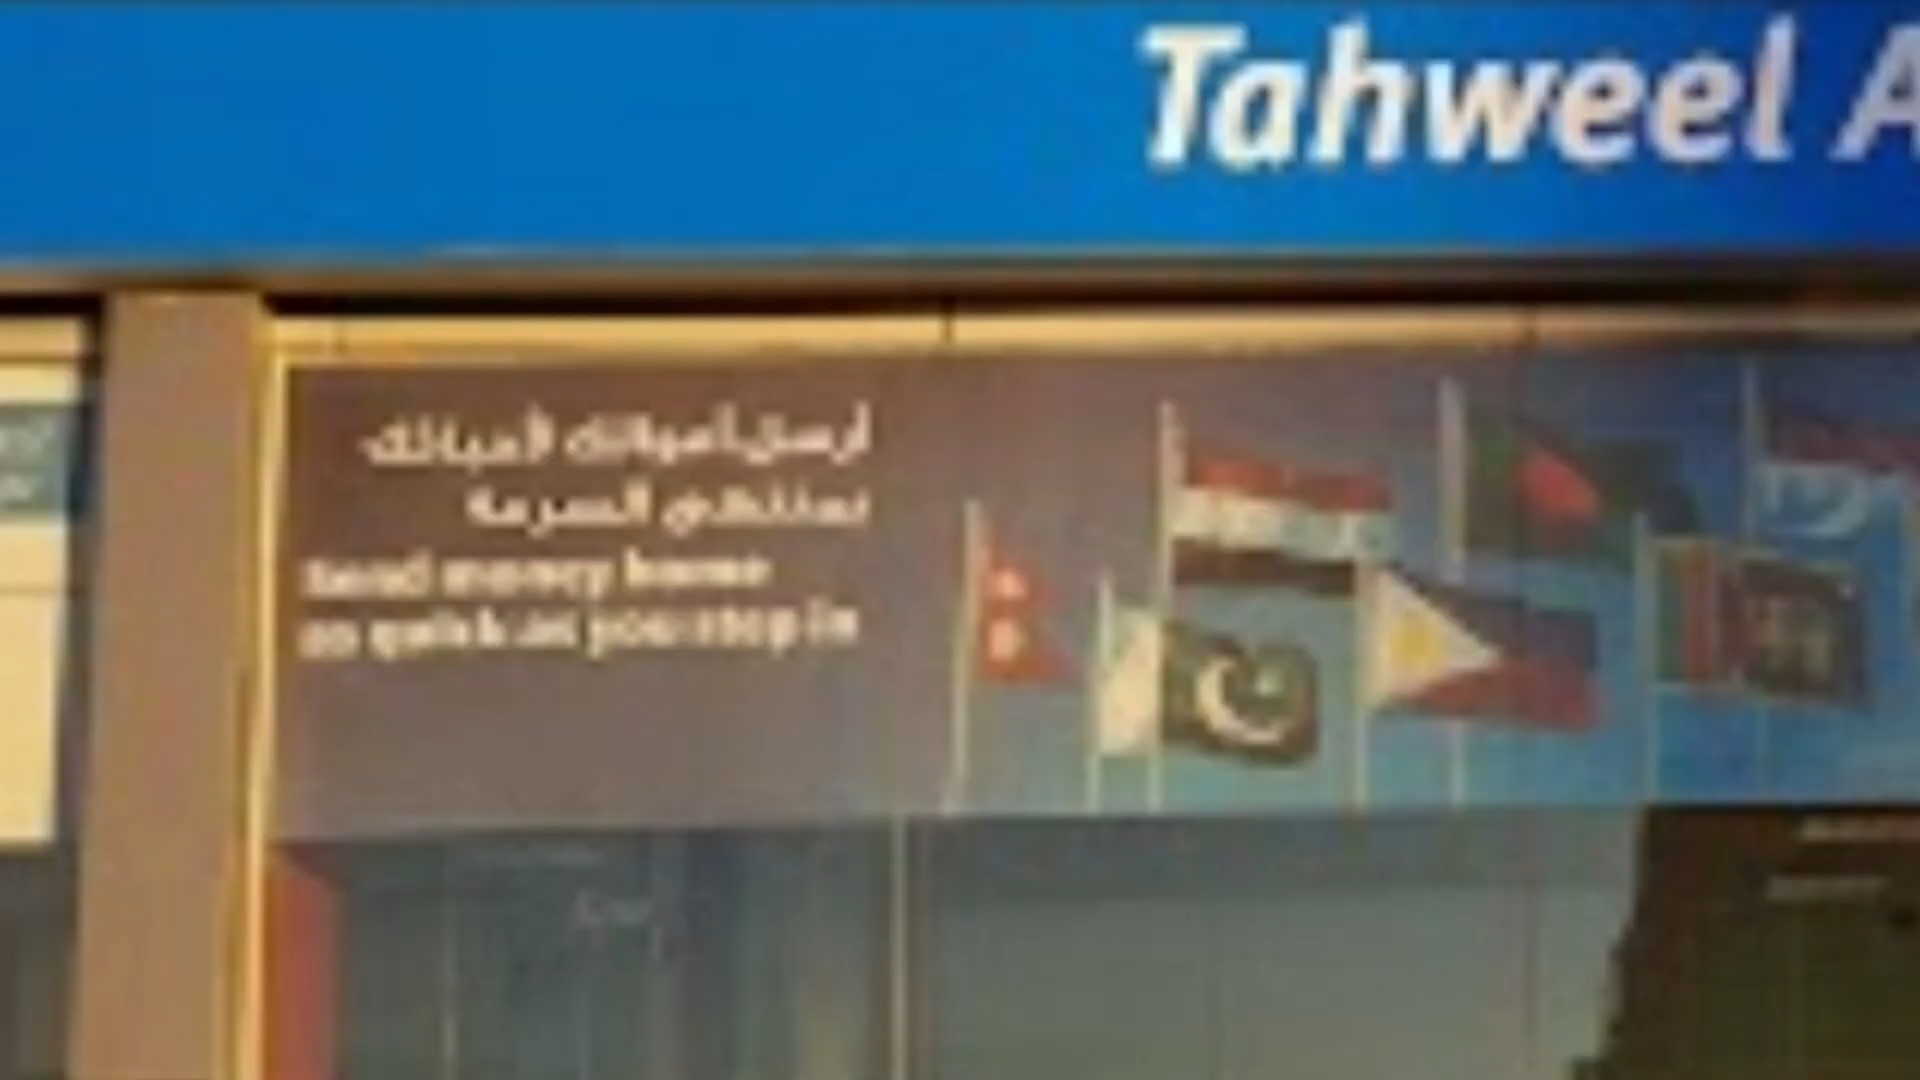 Tahweel A
أرسل أموالك لأحبائك
بمنتهى السرعة
Send money home
as quick as you step in